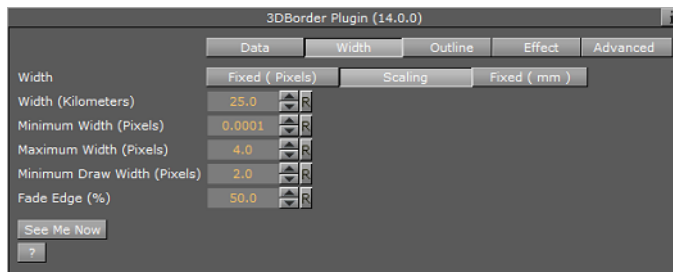 3DBorder Plugin (14.0.0) i
Data Width Outline Effect Advanced
Width Fixed ( Pixels) Scaling Fixed ( mm )
Width (Kilometers) 25.0 R
Minimum Width (Pixels) 0.0001 R
Maximum Width (Pixels) 4.0 R
Minimum Draw Width (Pixels) 2.0 R
Fade Edge (%) 50.0 R
See Me Now
?